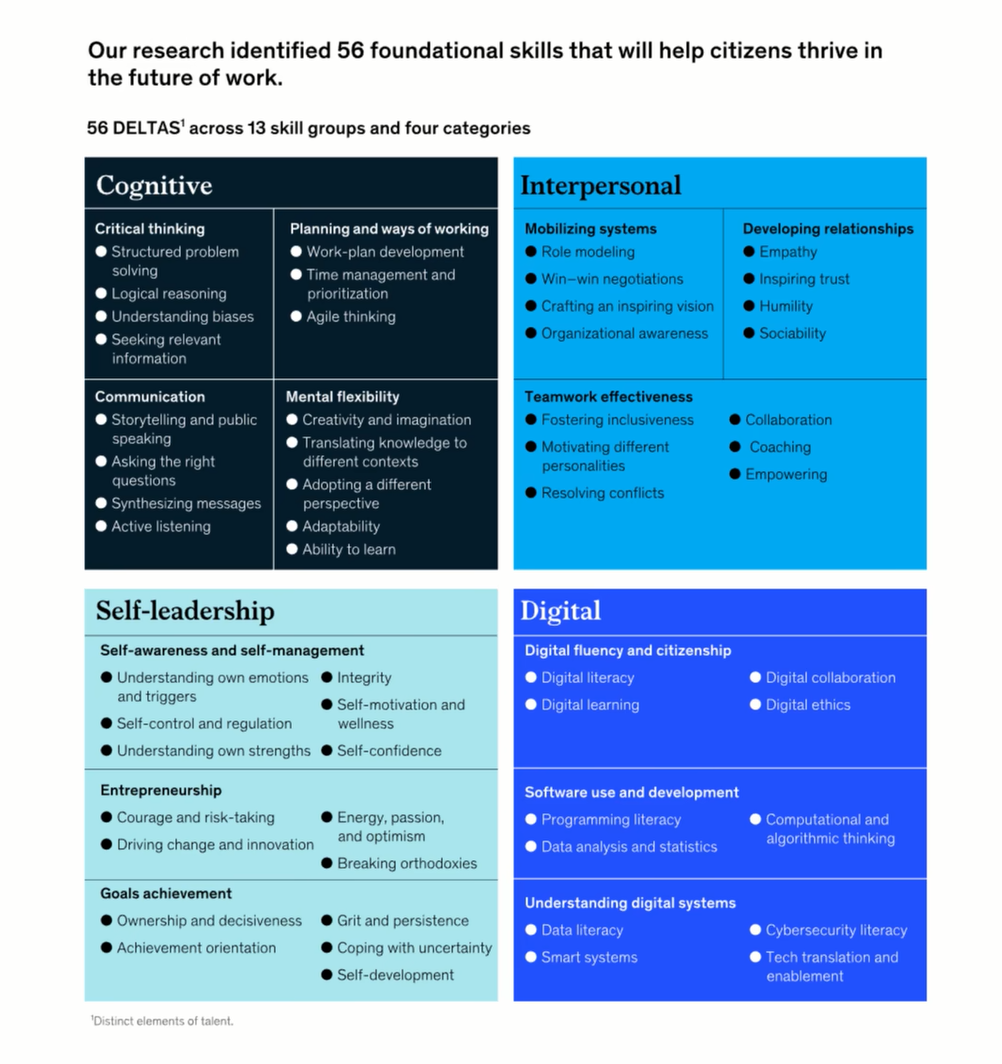 Our research identified 56 foundational skills that will help citizens thrive in
the future of work.
56 DELTAS¹ across 13 skill groups and four categories
Cognitive
Critical thinking
Structured problem
solving
Logical reasoning
Understanding biases
Seeking relevant
information
Planning and ways of working
Work-plan development
Time management and
prioritization
Agile thinking
Communication
Storytelling and public
speaking
Asking the right
questions
Synthesizing messages
Active listening
Mental flexibility
Creativity and imagination
Translating knowledge to
different contexts
Adopting a different
perspective
Adaptability
Ability to learn
Interpersonal
Mobilizing systems
Role modeling
Win–win negotiations
Crafting an inspiring vision
Organizational awareness
Developing relationships
Empathy
Inspiring trust
Humility
Sociability
Teamwork effectiveness
Fostering inclusiveness
Motivating different
personalities
Resolving conflicts
Collaboration
Coaching
Empowering
Self-leadership
Self-awareness and self-management
Understanding own emotions
and triggers
Self-control and regulation
Understanding own strengths
Integrity
Self-motivation and
wellness
Self-confidence
Entrepreneurship
Courage and risk-taking
Driving change and innovation
Energy, passion,
and optimism
Breaking orthodoxies
Goals achievement
Ownership and decisiveness
Achievement orientation
Grit and persistence
Coping with uncertainty
Self-development
Digital
Digital fluency and citizenship
Digital literacy
Digital learning
Digital collaboration
Digital ethics
Software use and development
Programming literacy
Data analysis and statistics
Computational and
algorithmic thinking
Understanding digital systems
Data literacy
Smart systems
Cybersecurity literacy
Tech translation and
enablement
¹Distinct elements of talent.